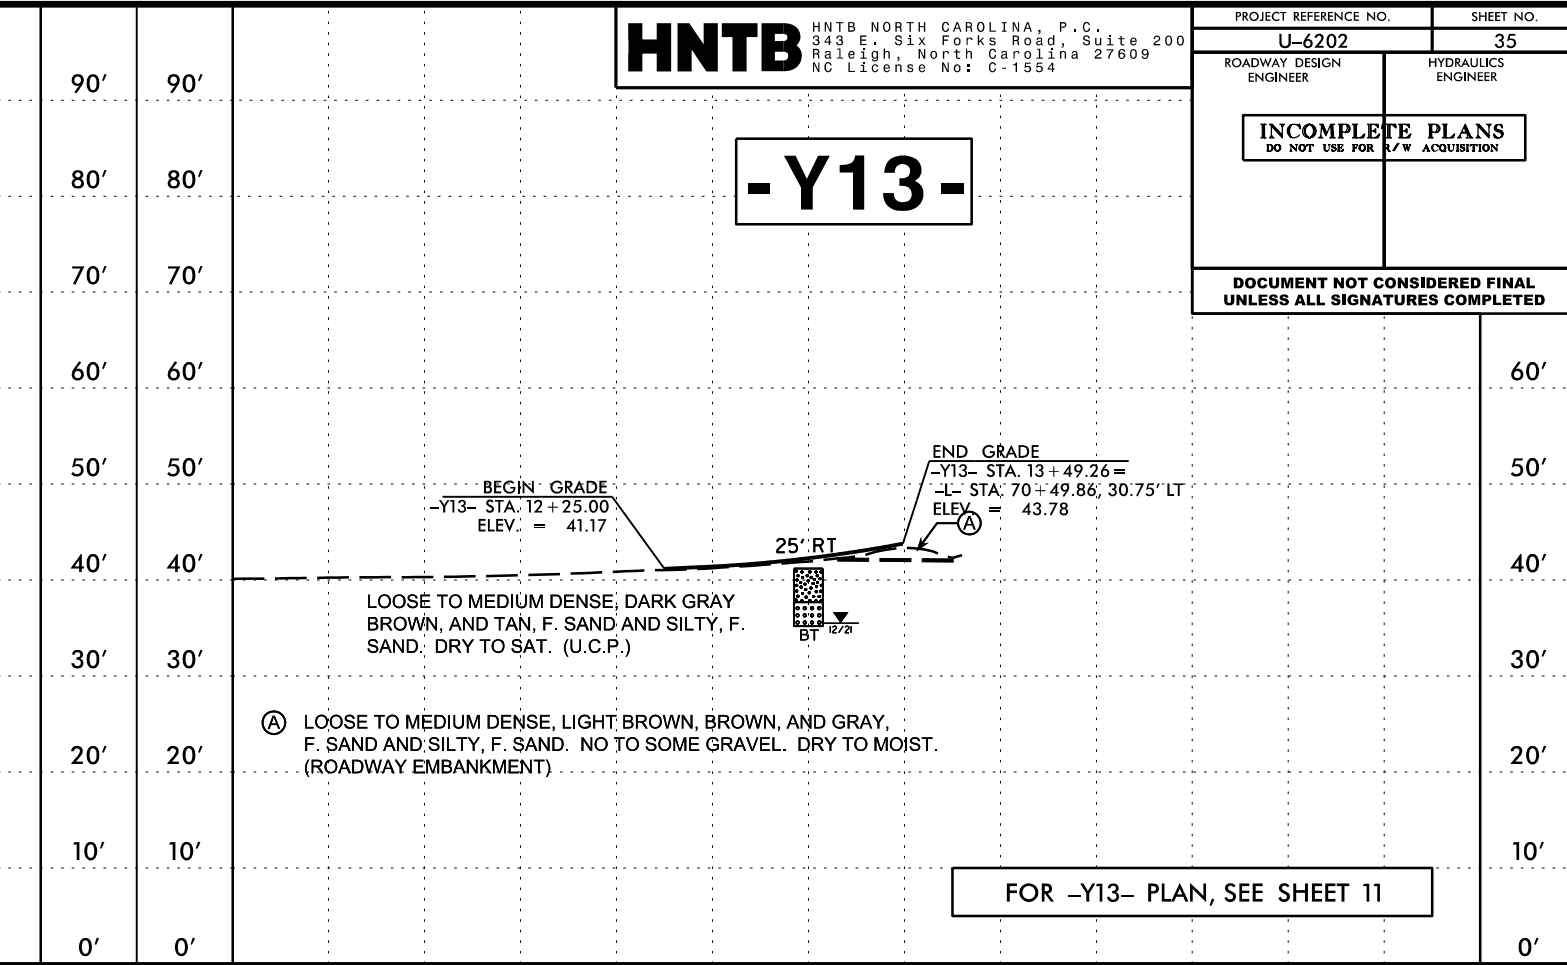 HNTB
HNTB NORTH CAROLINA, P.C.
343 E. Six Forks Road, Suite 200
Raleigh, North Carolina 27609
NC License No: C-1554
PROJECT REFERENCE NO.
SHEET NO.
U–6202
35
ROADWAY DESIGN
ENGINEER
HYDRAULICS
ENGINEER
INCOMPLETE PLANS
DO NOT USE FOR R/W ACQUISITION
DOCUMENT NOT CONSIDERED FINAL
UNLESS ALL SIGNATURES COMPLETED
-Y13-
90' 90'
80' 80'
70' 70'
60' 60' 60'
50' 50' 50'
40' 40' 40'
30' 30' 30'
20' 20' 20'
10' 10' 10'
0' 0' 0'
BEGIN GRADE
–Y13– STA. 12+25.00
ELEV. = 41.17
END GRADE
–Y13– STA. 13+49.26 =
–L– STA. 70+49.86, 30.75' LT
ELEV. = 43.78
A
25' RT
BT
12/21
LOOSE TO MEDIUM DENSE, DARK GRAY
BROWN, AND TAN, F. SAND AND SILTY, F.
SAND. DRY TO SAT. (U.C.P.)
A LOOSE TO MEDIUM DENSE, LIGHT BROWN, BROWN, AND GRAY,
F. SAND AND SILTY, F. SAND. NO TO SOME GRAVEL. DRY TO MOIST.
(ROADWAY EMBANKMENT)
FOR –Y13– PLAN, SEE SHEET 11